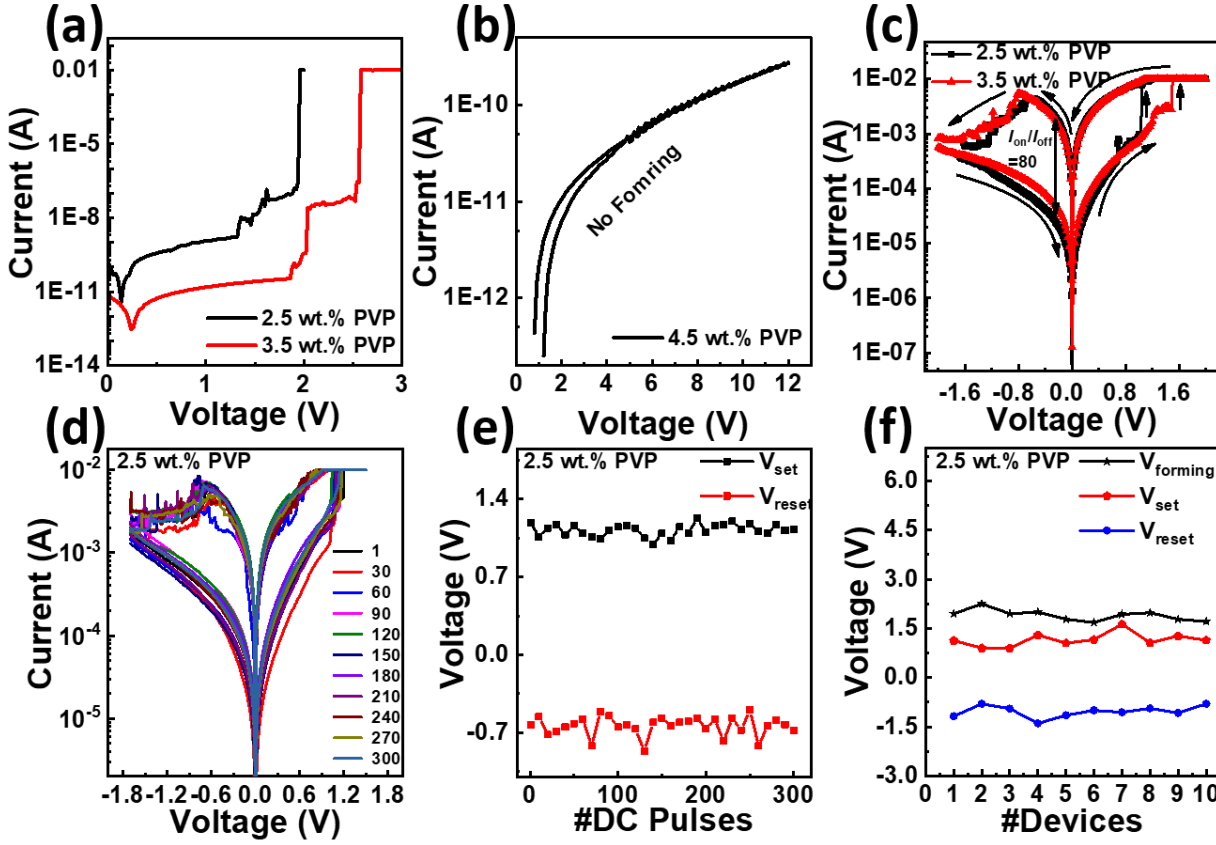 (a)
0.01
1E-5
1E-8
1E-11
1E-14
Current (A)
2.5 wt.% PVP
3.5 wt.% PVP
0 1 2 3
Voltage (V)
(b)
1E-10
1E-11
1E-12
Current (A)
No Fomring
4.5 wt.% PVP
0 2 4 6 8 10 12
Voltage (V)
(c)
2.5 wt.% PVP
3.5 wt.% PVP
1E-02
1E-03
1E-04
1E-05
1E-06
1E-07
Current (A)
Ion/Ioff
=80
-1.6 -0.8 0.0 0.8 1.6
Voltage (V)
(d)
2.5 wt.% PVP
10-2
10-3
10-4
10-5
Current (A)
1
30
60
90
120
150
180
210
240
270
300
-1.8 -1.2 -0.6 0.0 0.6 1.2 1.8
Voltage (V)
(e)
2.5 wt.% PVP
Vset
Vreset
1.4
0.7
0.0
-0.7
Voltage (V)
0 100 200 300
#DC Pulses
(f)
2.5 wt.% PVP
Vforming
Vset
Vreset
6.0
4.5
3.0
1.5
0.0
-1.5
-3.0
Voltage (V)
0 1 2 3 4 5 6 7 8 9 10
#Devices